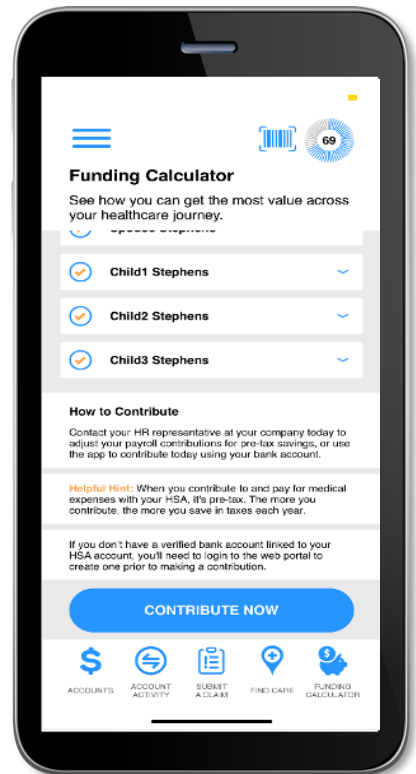 69
Funding Calculator
See how you can get the most value across
your healthcare journey.
Spouse Stephens
Child1 Stephens
Child2 Stephens
Child3 Stephens
How to Contribute
Contact your HR representative at your company today to
adjust your payroll contributions for pre-tax savings, or use
the app to contribute today using your bank account.
Helpful Hint: When you contribute to and pay for medical
expenses with your HSA, it's pre-tax. The more you
contribute, the more you save in taxes each year.
If you don't have a verified bank account linked to your
HSA account, you'll need to login to the web portal to
create one prior to making a contribution.
CONTRIBUTE NOW
ACCOUNTS
ACCOUNT
ACTIVITY
SUBMIT
A CLAIM
FIND CARE
FUNDING
CALCULATOR